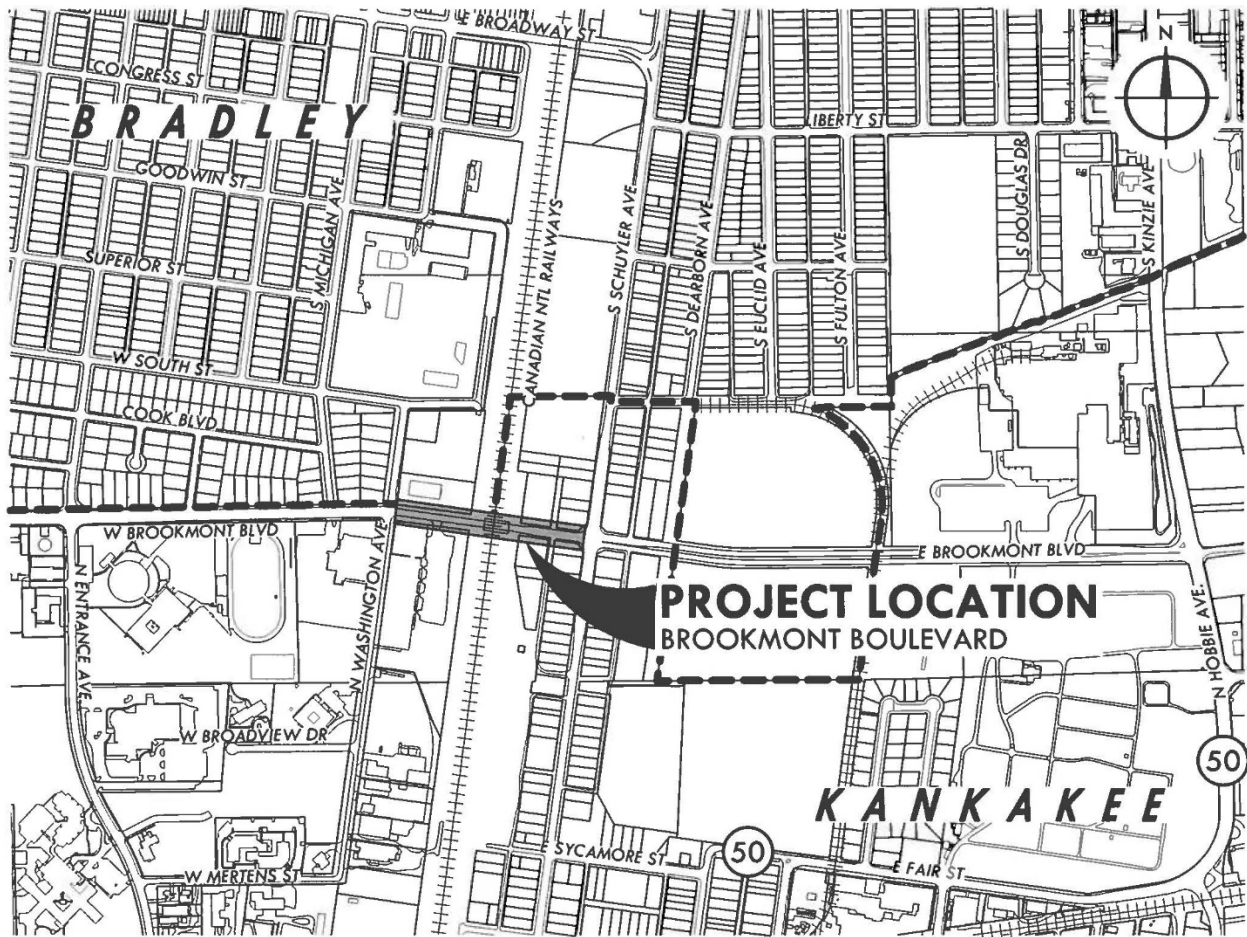 E BROADWAY ST
N
CONGRESS ST
BRADLEY
LIBERTY ST
GOODWIN ST
S MICHIGAN AVE
CANADIAN NTL RAILWAYS
S SCHUYLER AVE
S DEARBORN AVE
S EUCLID AVE
S FULTON AVE
S DOUGLAS DR
S KINZIE AVE
SUPERIOR ST
W SOUTH ST
COOK BLVD
W BROOKMONT BLVD
E BROOKMONT BLVD
PROJECT LOCATION
BROOKMONT BOULEVARD
N ENTRANCE AVE.
N WASHINGTON AVE
N HOBBIE AVE.
W BROADVIEW DR
50
KANKAKEE
E SYCAMORE ST
50
E FAIR ST
W MERTENS ST